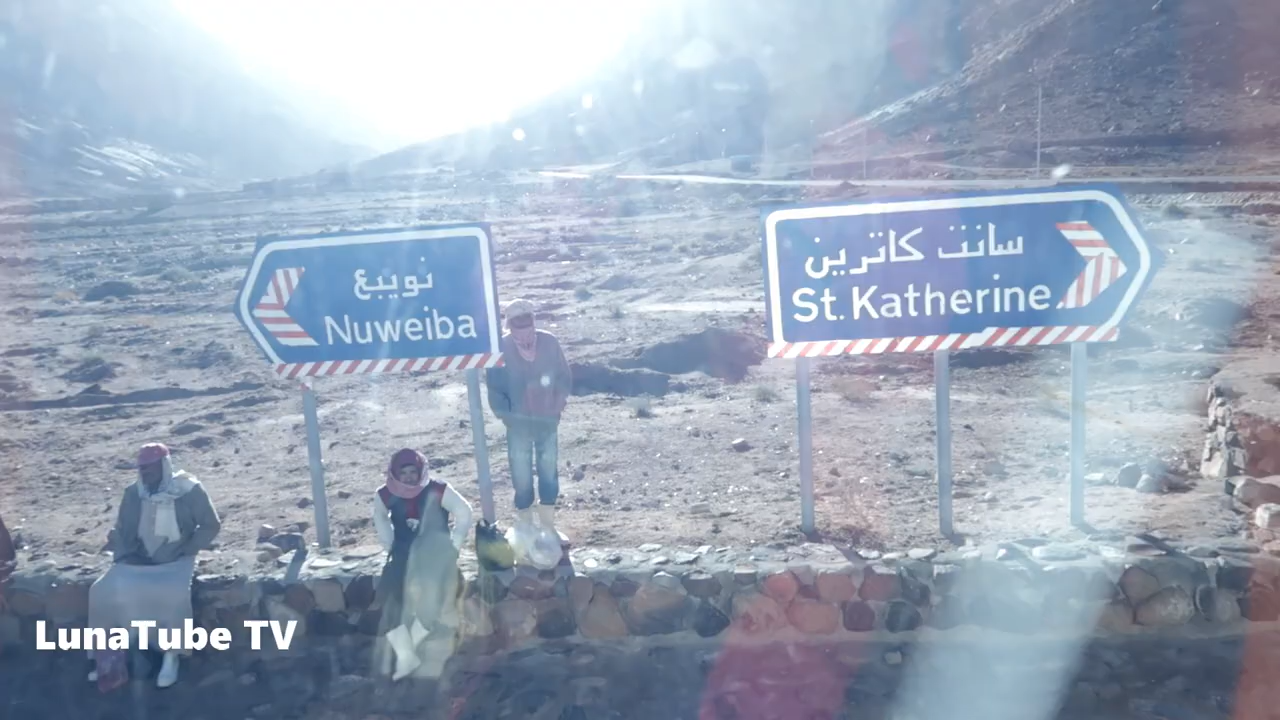 نويبع
Nuweiba
سانت كاترين
St. Katherine
LunaTube TV